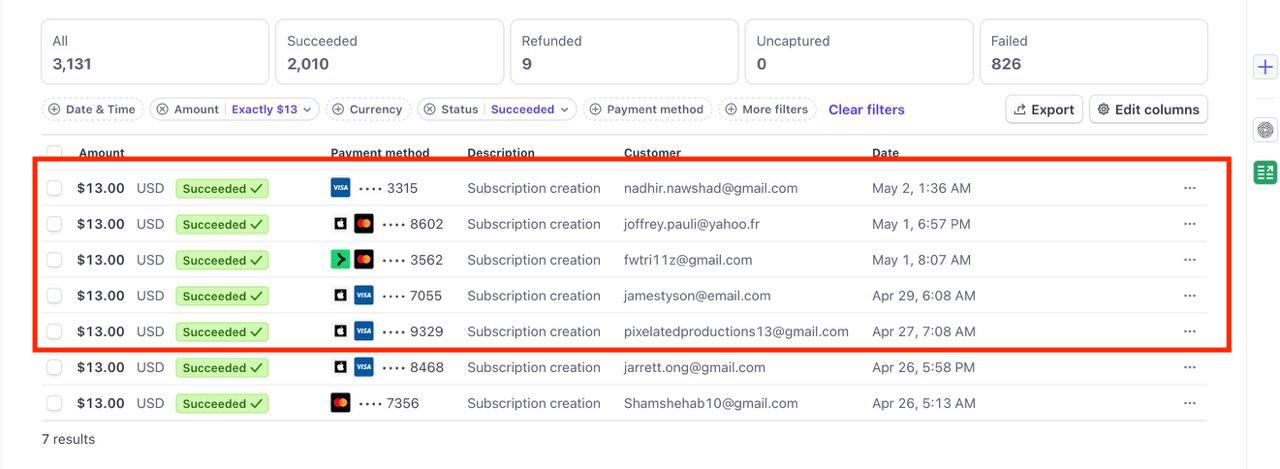 All Succeeded Refunded Uncaptured Failed
3,131 2,010 9 0 826
Date & Time Amount Exactly $13 Currency Status Succeeded Payment method More filters Clear filters Export Edit columns
Amount Payment method Description Customer Date
$13.00 USD Succeeded VISA •••• 3315 Subscription creation nadhir.nawshad@gmail.com May 2, 1:36 AM
$13.00 USD Succeeded •••• 8602 Subscription creation joffrey.pauli@yahoo.fr May 1, 6:57 PM
$13.00 USD Succeeded •••• 3562 Subscription creation fwtri11z@gmail.com May 1, 8:07 AM
$13.00 USD Succeeded VISA •••• 7055 Subscription creation jamestyson@email.com Apr 29, 6:08 AM
$13.00 USD Succeeded VISA •••• 9329 Subscription creation pixelatedproductions13@gmail.com Apr 27, 7:08 AM
$13.00 USD Succeeded VISA •••• 8468 Subscription creation jarrett.ong@gmail.com Apr 26, 5:58 PM
$13.00 USD Succeeded •••• 7356 Subscription creation Shamshehab10@gmail.com Apr 26, 5:13 AM
7 results